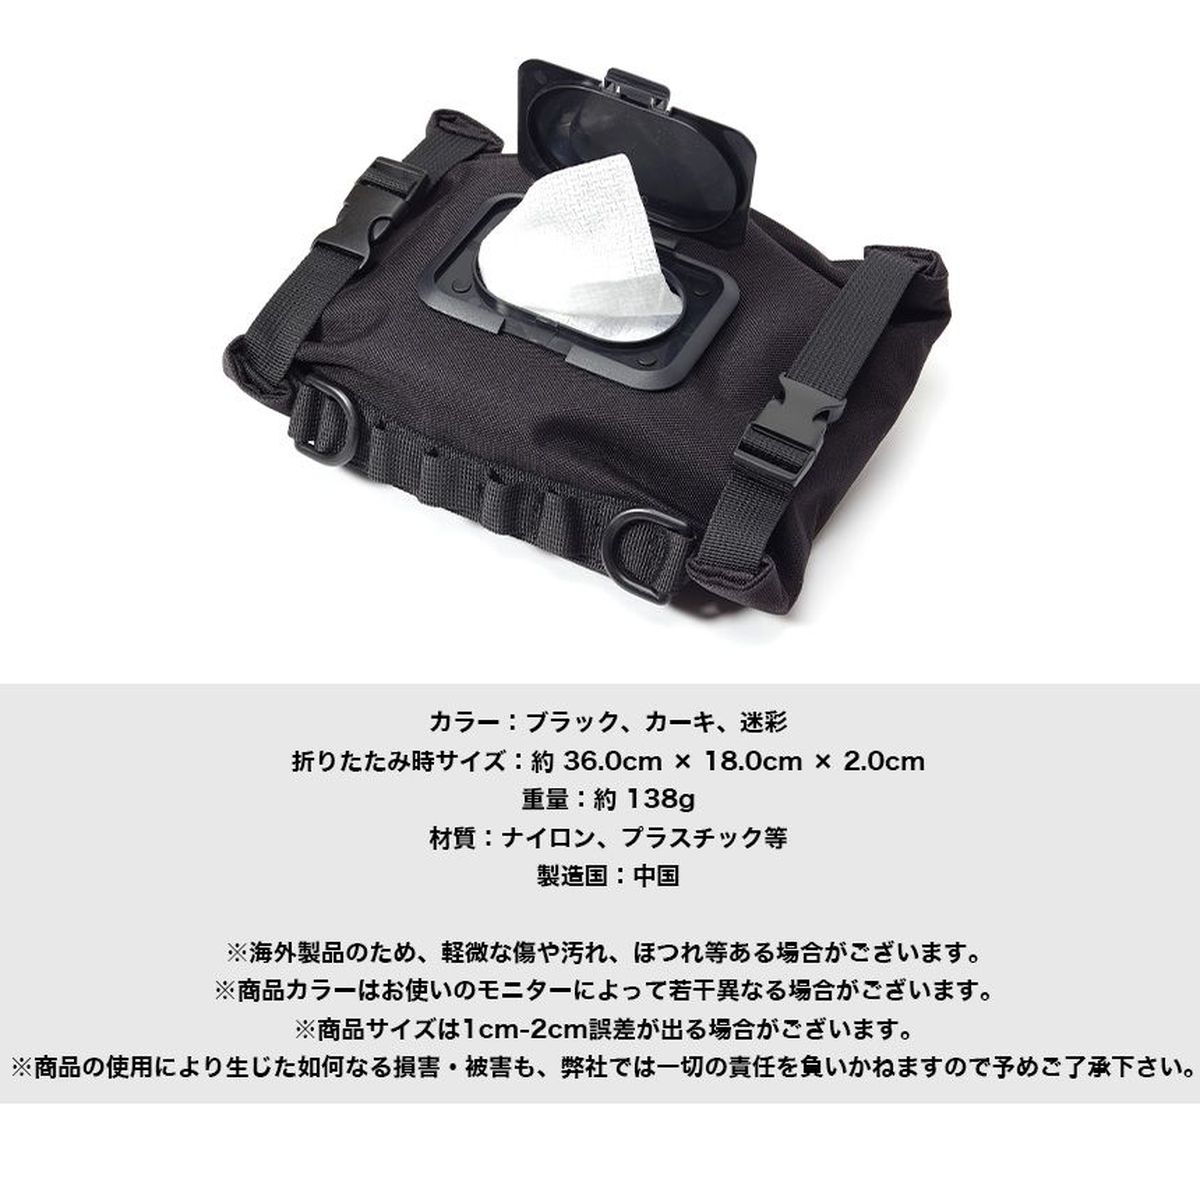 カラー：ブラック、カーキ、迷彩
折りたたみ時サイズ：約 36.0cm × 18.0cm × 2.0cm
重量：約 138g
材質：ナイロン、プラスチック等
製造国：中国
※海外製品のため、軽微な傷や汚れ、ほつれ等ある場合がございます。
※商品カラーはお使いのモニターによって若干異なる場合がございます。
※商品サイズは1cm-2cm誤差が出る場合がございます。
※商品の使用により生じた如何なる損害・被害も、弊社では一切の責任を負いかねますので予めご了承下さい。